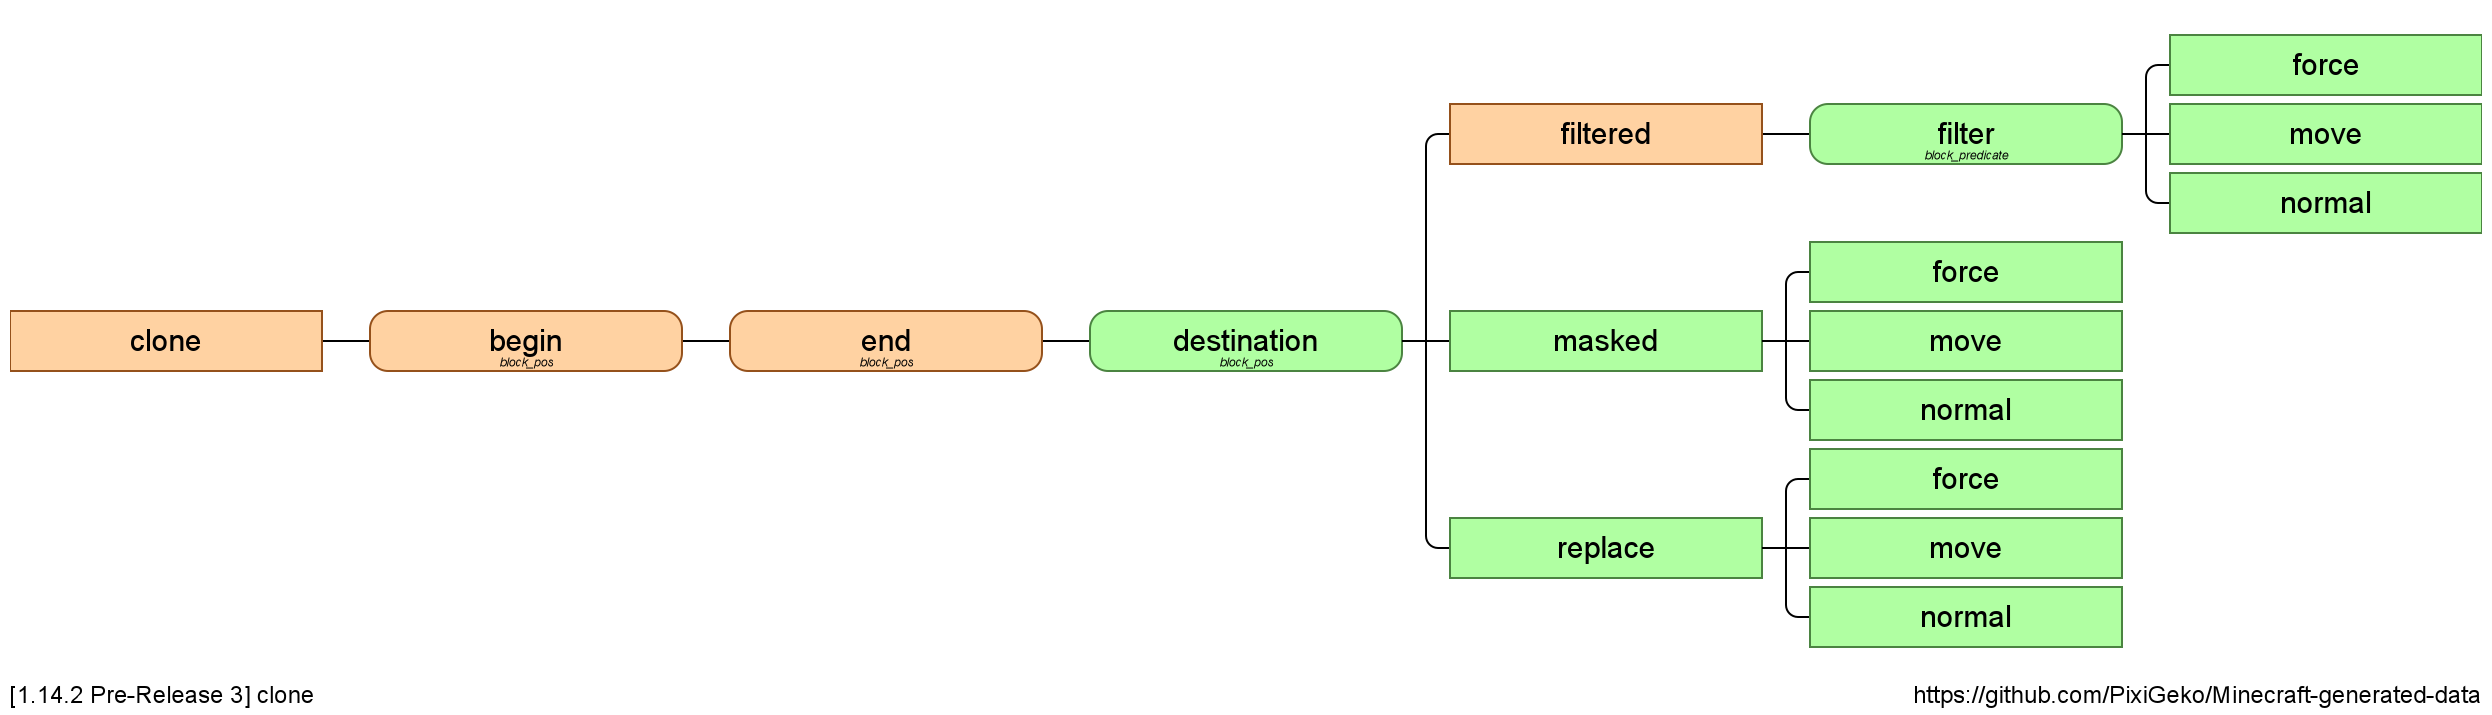 force
filtered
filter
block_predicate
move
normal
force
clone
begin
block_pos
end
block_pos
destination
block_pos
masked
move
normal
force
replace
move
normal
[1.14.2 Pre-Release 3] clone
https://github.com/PixiGeko/Minecraft-generated-data